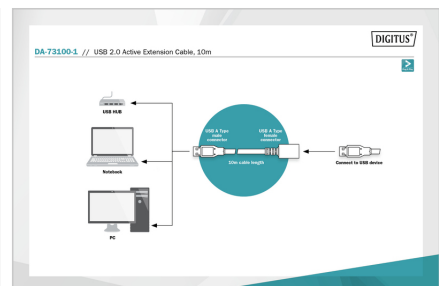 DIGITUS®
DA-73100-1 // USB 2.0 Active Extension Cable, 10m
USB HUB
USB A Type
male
connector
USB A Type
female
connector
10m cable length
Notebook
Connect to USB device
PC